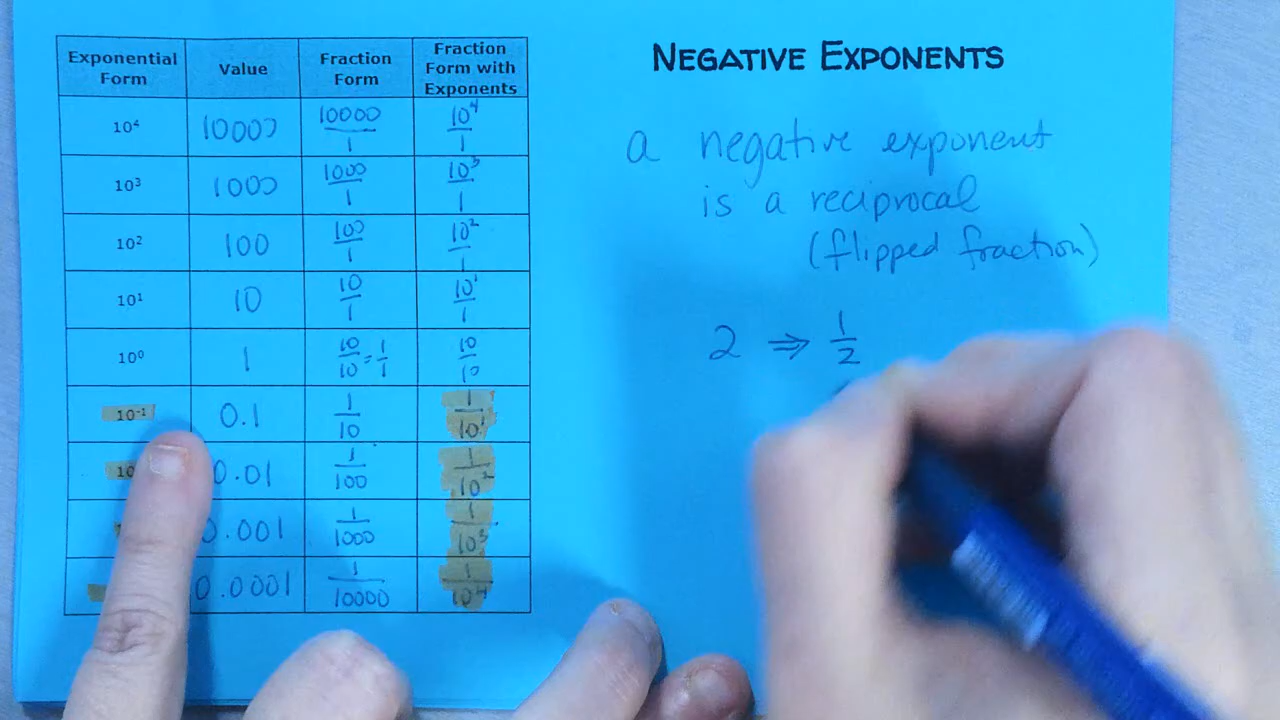 Exponential Form Value Fraction Form Fraction Form with Exponents
10⁴ 10000 10000/1 10⁴/1
10³ 1000 1000/1 10³/1
10² 100 100/1 10²/1
10¹ 10 10/1 10¹/1
10⁰ 1 10/10 = 1/1 10/10
10⁻¹ 0.1 1/10 1/10¹
10 0.01 1/100 1/10²
0.001 1/1000 1/10³
0.0001 1/10000 1/10⁴
NEGATIVE EXPONENTS
a negative exponent
is a reciprocal
(flipped fraction)
2 ⇒ 1/2